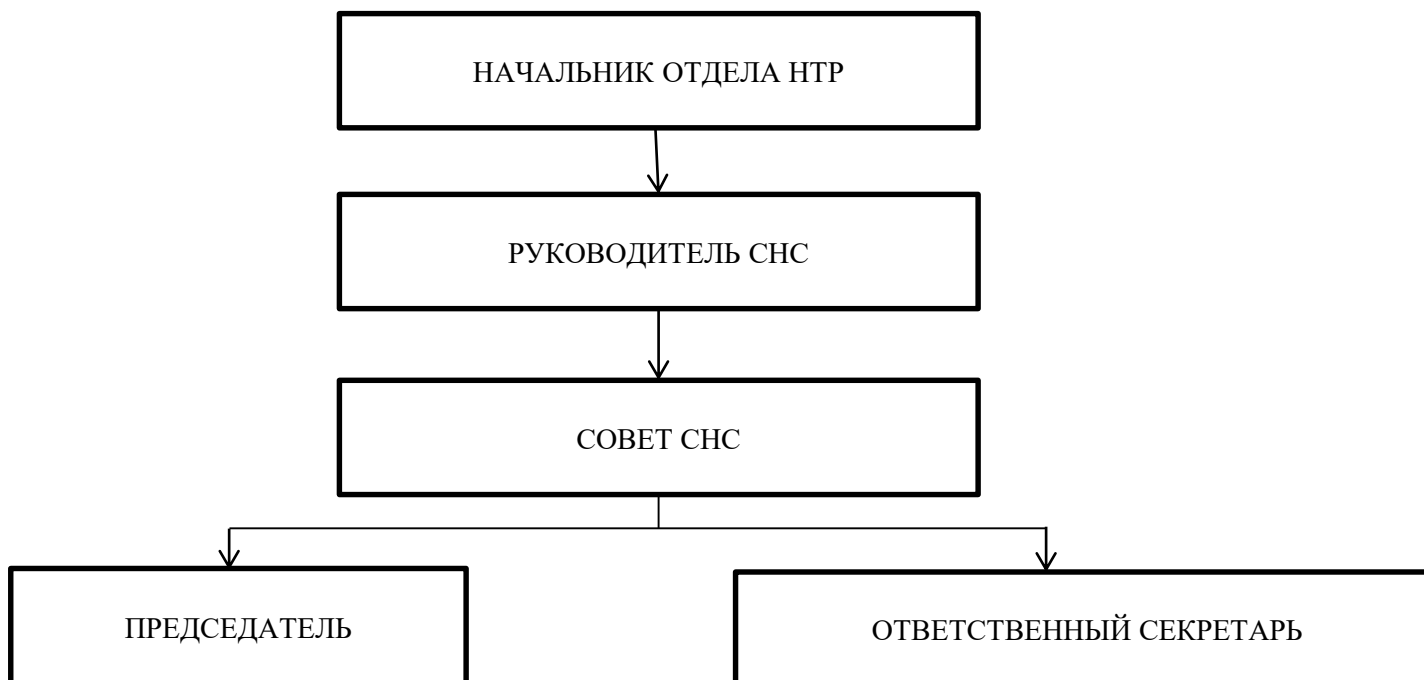 НАЧАЛЬНИК ОТДЕЛА НТР
РУКОВОДИТЕЛЬ СНС
СОВЕТ СНС
ПРЕДСЕДАТЕЛЬ
ОТВЕТСТВЕННЫЙ СЕКРЕТАРЬ